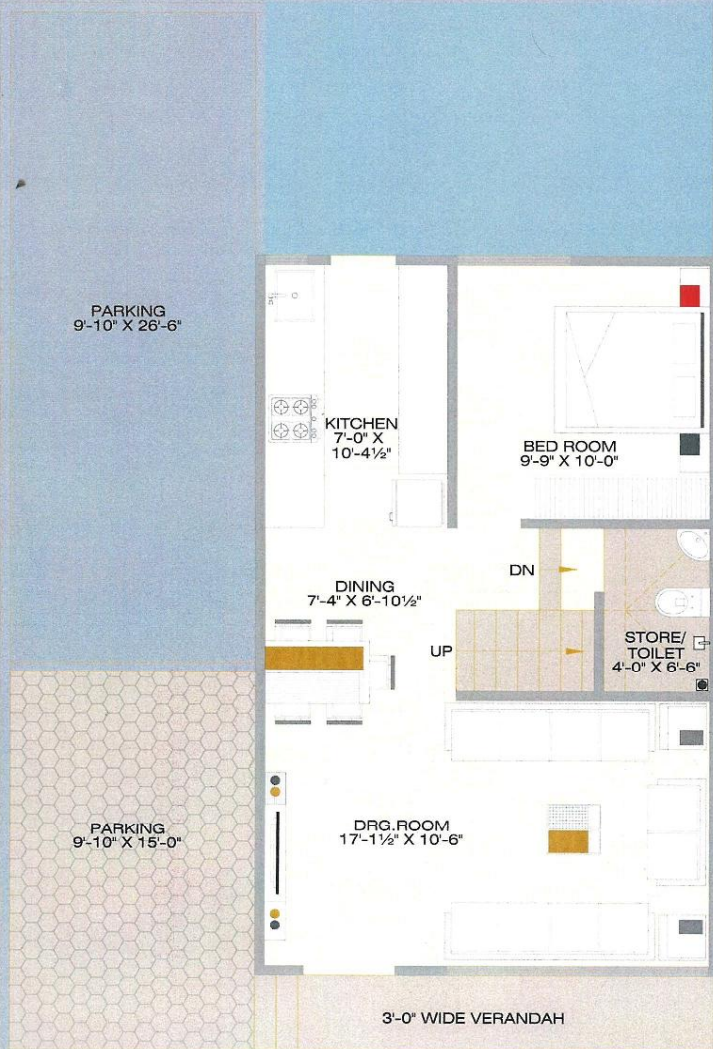 PARKING
9'-10" X 26'-6"
KITCHEN
7'-0" X
10'-4½"
BED ROOM
9'-9" X 10'-0"
DN
DINING
7'-4" X 6'-10½"
UP
STORE/
TOILET
4'-0" X 6'-6"
PARKING
9'-10" X 15'-0"
DRG.ROOM
17'-1½" X 10'-6"
3'-0" WIDE VERANDAH